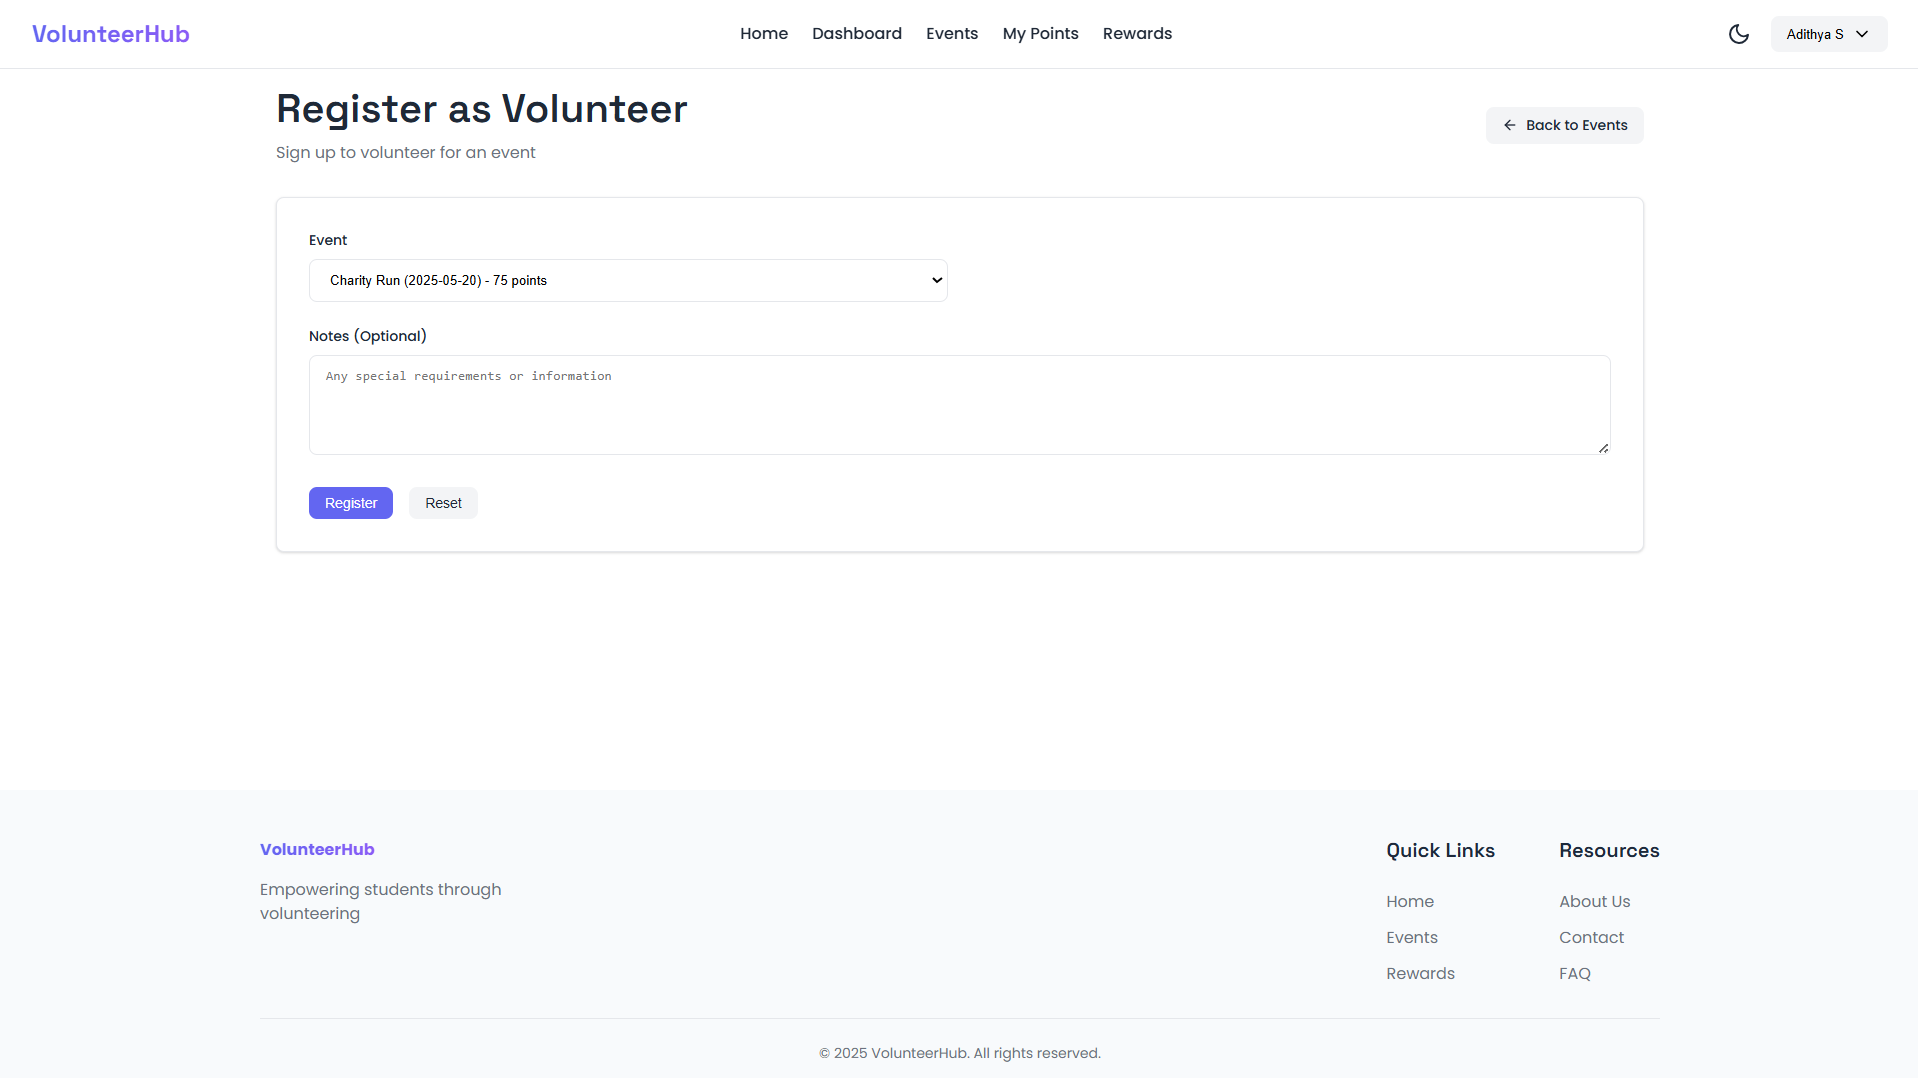 VolunteerHub
Home Dashboard Events My Points Rewards
Adithya S
Register as Volunteer
Sign up to volunteer for an event
Back to Events
Event
Charity Run (2025-05-20) - 75 points
Notes (Optional)
Any special requirements or information
Register Reset
VolunteerHub
Empowering students through
volunteering
Quick Links
Home
Events
Rewards
Resources
About Us
Contact
FAQ
© 2025 VolunteerHub. All rights reserved.